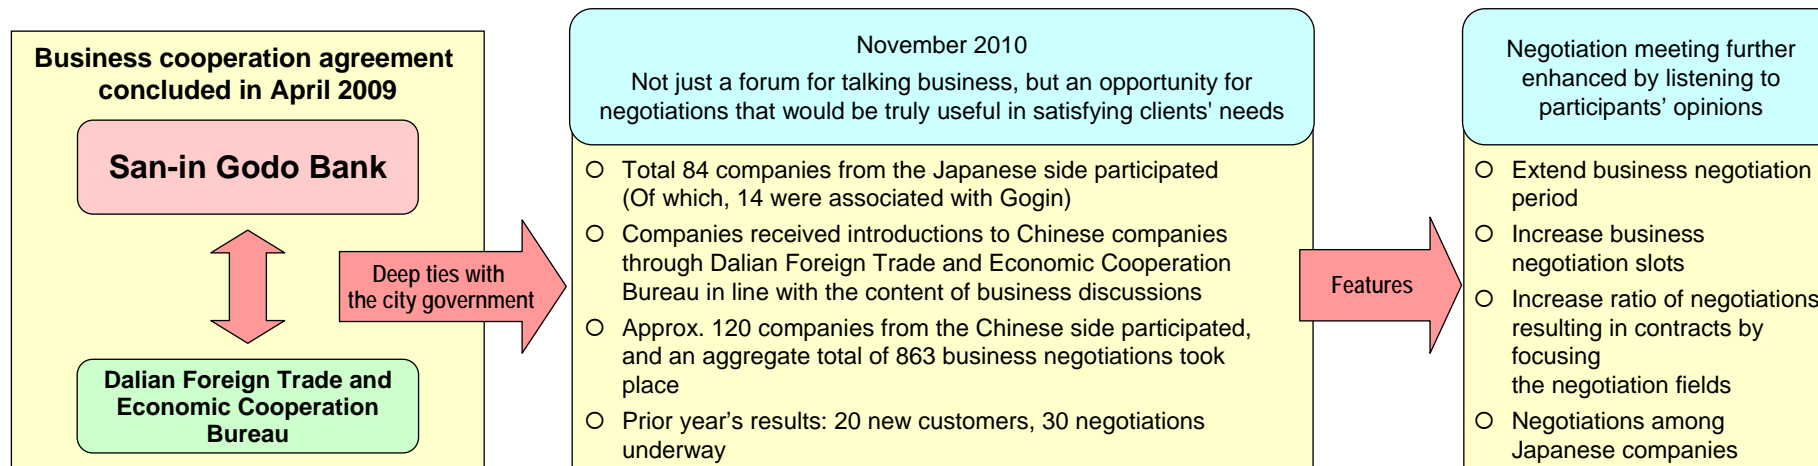 Business cooperation agreement
concluded in April 2009
San-in Godo Bank
Dalian Foreign Trade and
Economic Cooperation
Bureau
Deep ties with
the city government
November 2010
Not just a forum for talking business, but an opportunity for
negotiations that would be truly useful in satisfying clients' needs
○ Total 84 companies from the Japanese side participated
(Of which, 14 were associated with Gogin)
○ Companies received introductions to Chinese companies
through Dalian Foreign Trade and Economic Cooperation
Bureau in line with the content of business discussions
○ Approx. 120 companies from the Chinese side participated,
and an aggregate total of 863 business negotiations took
place
○ Prior year's results: 20 new customers, 30 negotiations
underway
Features
Negotiation meeting further
enhanced by listening to
participants’ opinions
○ Extend business negotiation
period
○ Increase business
negotiation slots
○ Increase ratio of negotiations
resulting in contracts by
focusing
the negotiation fields
○ Negotiations among
Japanese companies